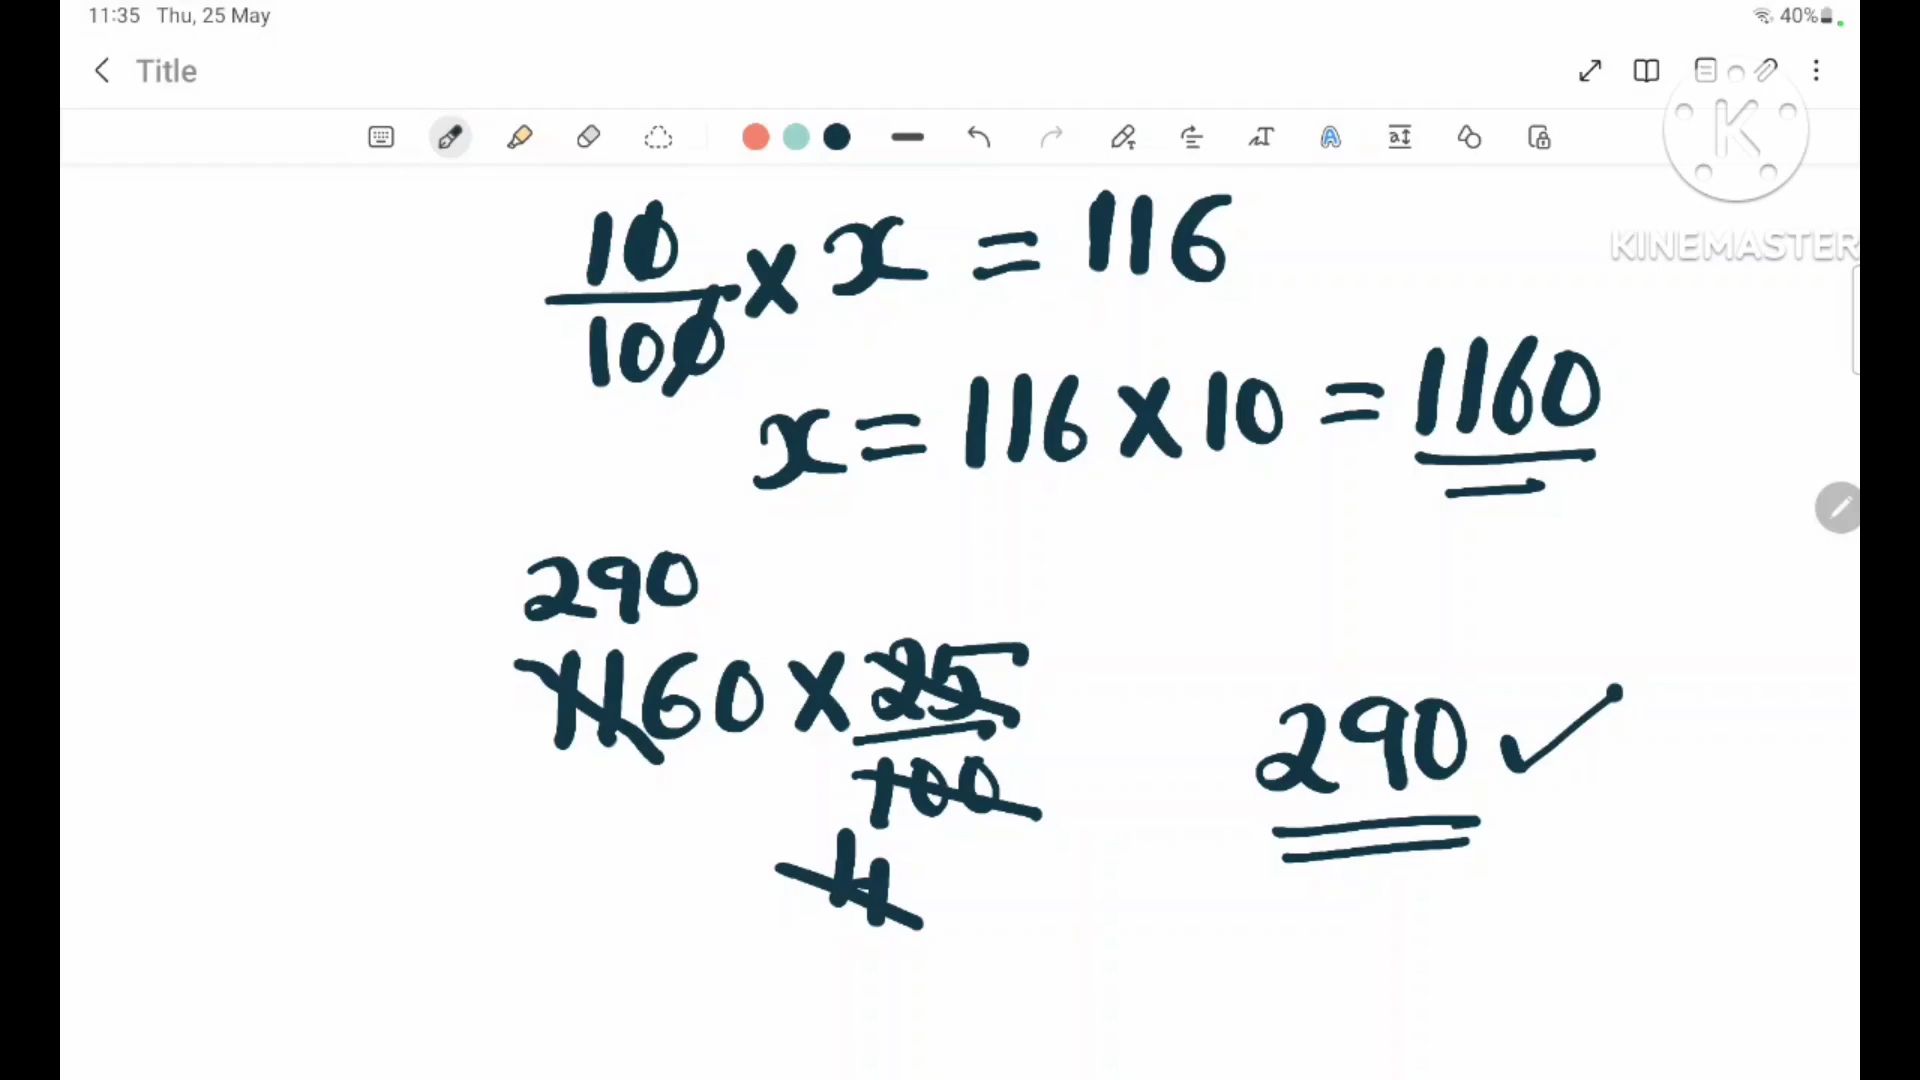 11:35 Thu, 25 May 40%
Title
K
KINEMASTER
10/100 × x = 116
x = 116 × 10 = 1160
290
1160 × 25/100
4
290 ✓